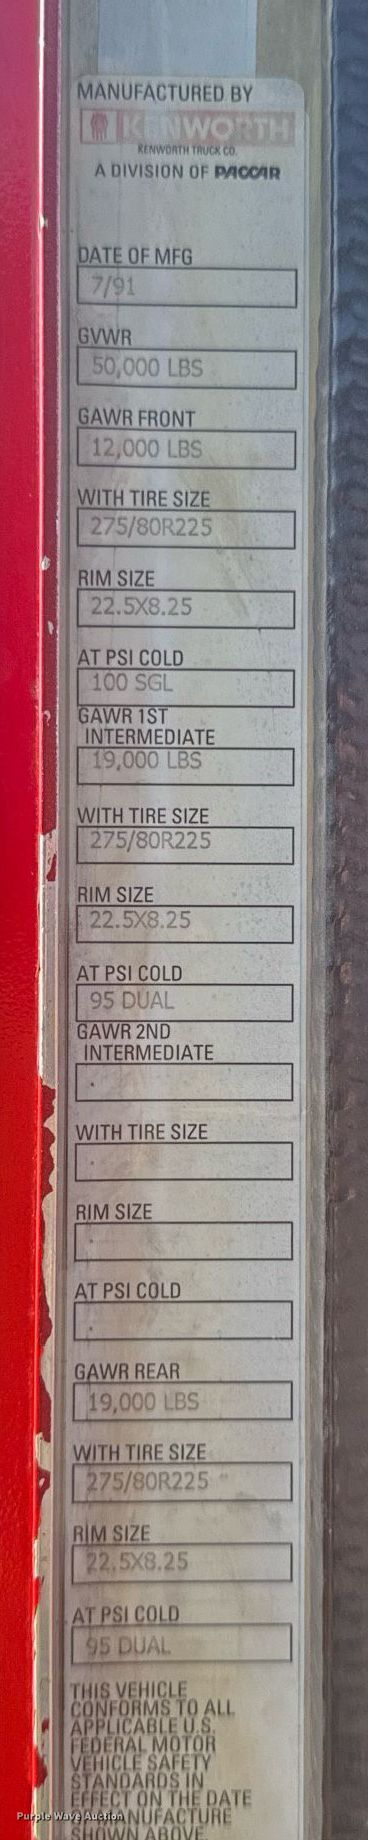 MANUFACTURED BY
KENWORTH
KENWORTH TRUCK CO.
A DIVISION OF PACCAR
DATE OF MFG
7/91
GVWR
50,000 LBS
GAWR FRONT
12,000 LBS
WITH TIRE SIZE
275/80R225
RIM SIZE
22.5X8.25
AT PSI COLD
100 SGL
GAWR 1ST
INTERMEDIATE
19,000 LBS
WITH TIRE SIZE
275/80R225
RIM SIZE
22.5X8.25
AT PSI COLD
95 DUAL
GAWR 2ND
INTERMEDIATE
.
WITH TIRE SIZE
.
RIM SIZE
.
AT PSI COLD
.
GAWR REAR
19,000 LBS
WITH TIRE SIZE
275/80R225
RIM SIZE
22.5X8.25
AT PSI COLD
95 DUAL
THIS VEHICLE
CONFORMS TO ALL
APPLICABLE U.S.
FEDERAL MOTOR
VEHICLE SAFETY
STANDARDS IN
EFFECT ON THE DATE
MANUFACTURE
SHOWN ABOVE
Purple Wave Auction